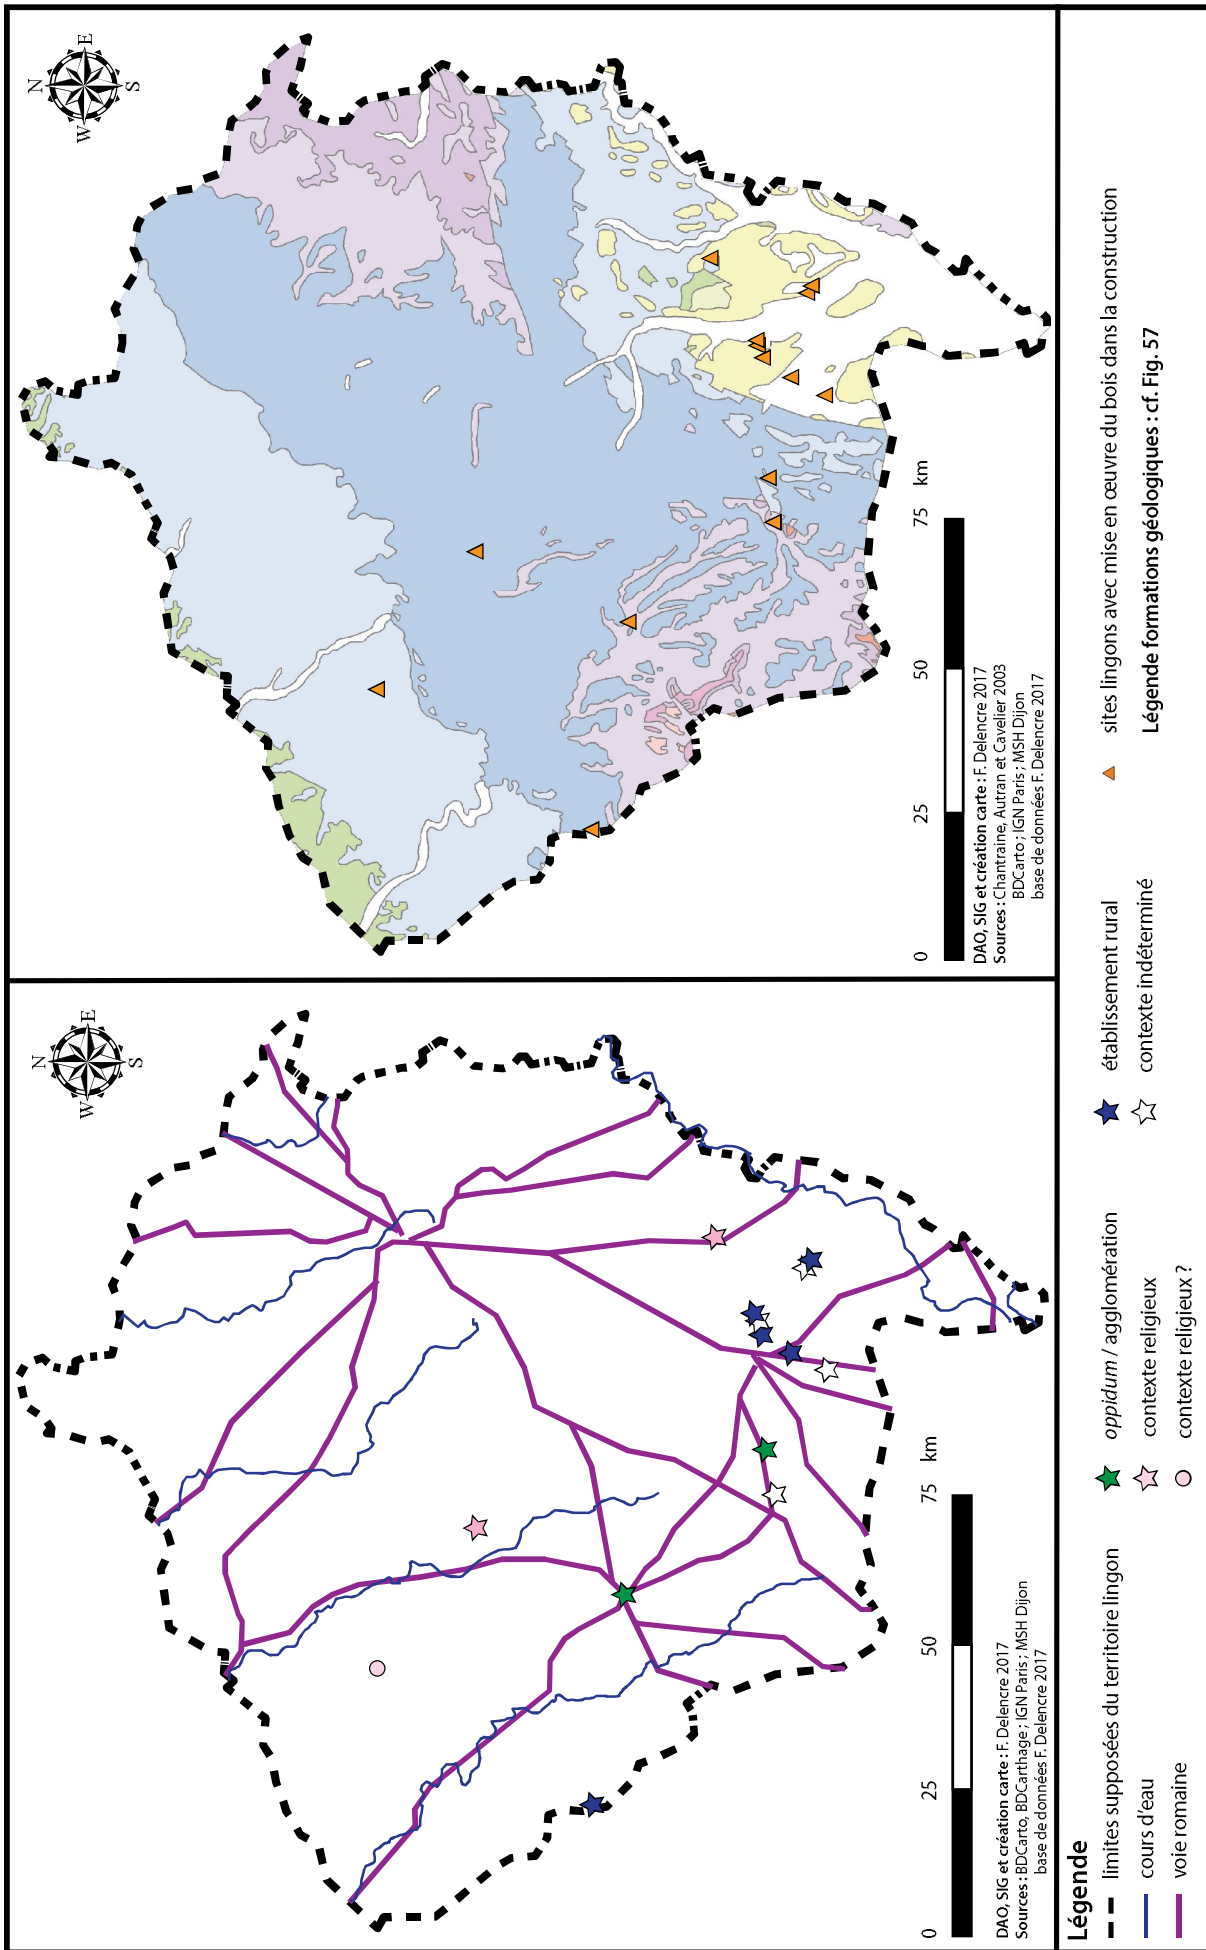 N
E
S
W
0
25
50
75
km
DAO, SIG et création carte : F. Delencre 2017
Sources : BDCarto, BDCarthage ; IGN Paris ; MSH Dijon
base de données F. Delencre 2017
N
E
S
W
0
25
50
75
km
DAO, SIG et création carte : F. Delencre 2017
Sources : Chantraine, Autran et Cavelier 2003
BDCarto ; IGN Paris ; MSH Dijon
base de données F. Delencre 2017
Légende
limites supposées du territoire lingon
cours d'eau
voie romaine
oppidum / agglomération
contexte religieux
contexte religieux ?
établissement rural
contexte indéterminé
sites lingons avec mise en œuvre du bois dans la construction
Légende formations géologiques : cf. Fig. 57